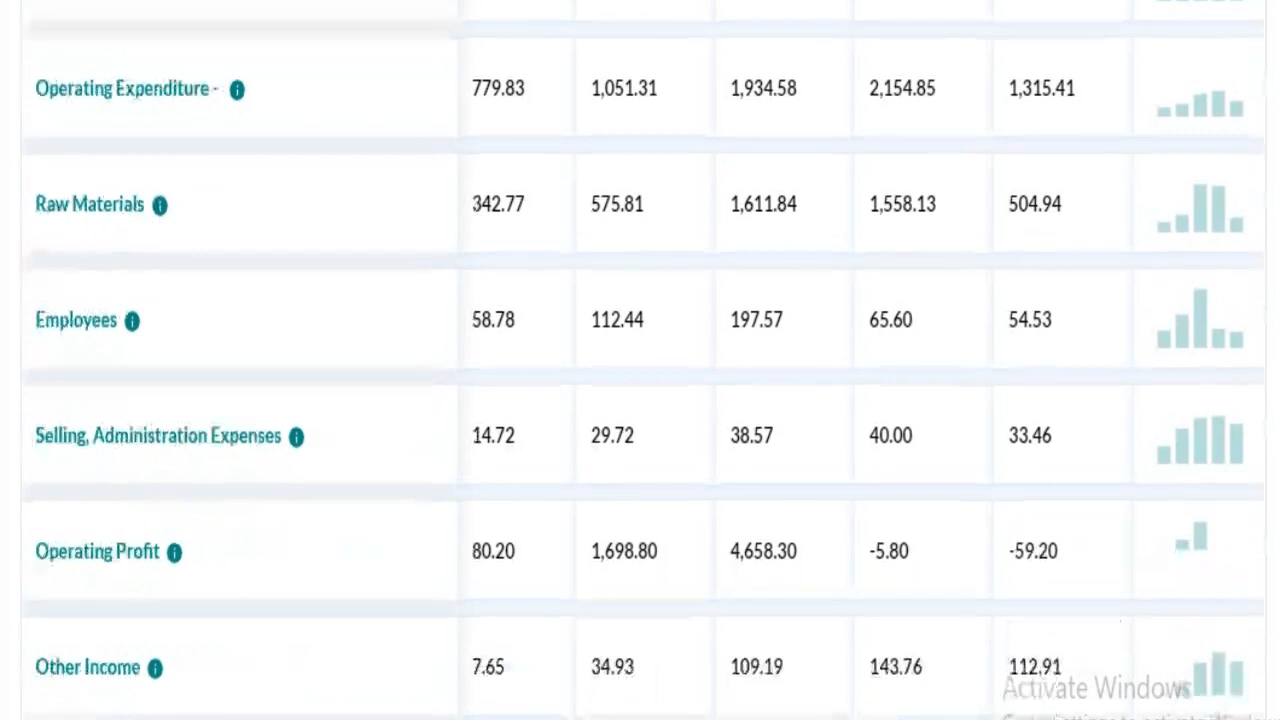 Operating Expenditure - 779.83 1,051.31 1,934.58 2,154.85 1,315.41
Raw Materials 342.77 575.81 1,611.84 1,558.13 504.94
Employees 58.78 112.44 197.57 65.60 54.53
Selling, Administration Expenses 14.72 29.72 38.57 40.00 33.46
Operating Profit 80.20 1,698.80 4,658.30 -5.80 -59.20
Other Income 7.65 34.93 109.19 143.76 112.91
Activate Windows